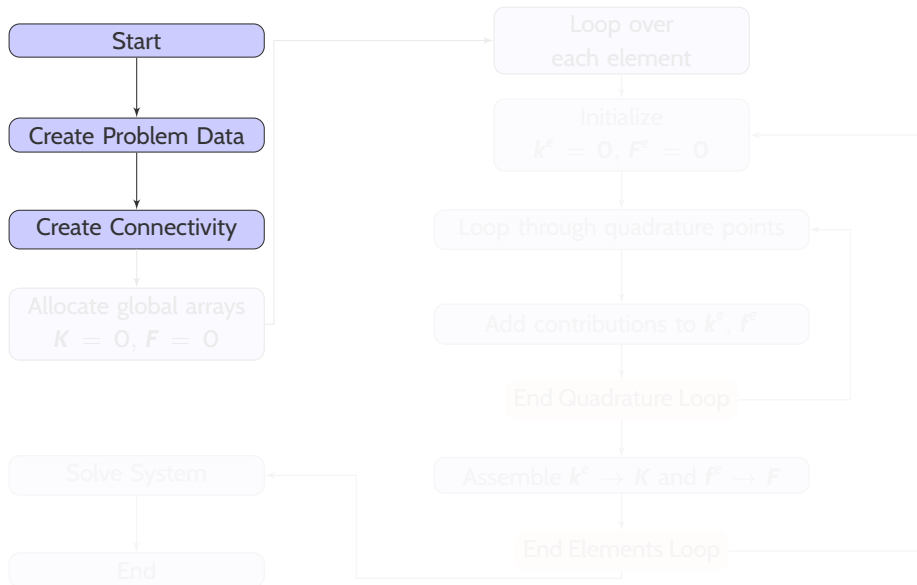 Start
Create Problem Data
Create Connectivity
Allocate global arrays
K = 0, F = 0
Loop over
each element
Initialize
kᵉ = 0, Fᵉ = 0
Loop through quadrature points
Add contributions to kᵉ, fᵉ
End Quadrature Loop
Assemble kᵉ → K and fᵉ → F
End Elements Loop
Solve System
End